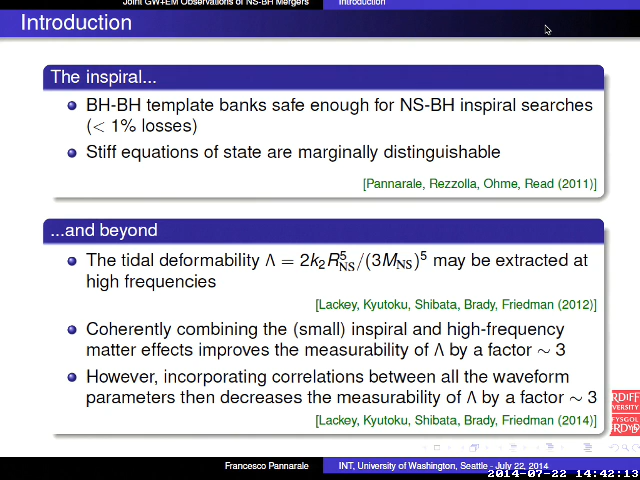 Joint GW+EM Observations of NS-BH Mergers Introduction
Introduction
The inspiral...
BH-BH template banks safe enough for NS-BH inspiral searches
(< 1% losses)
Stiff equations of state are marginally distinguishable
[Pannarale, Rezzolla, Ohme, Read (2011)]
...and beyond
The tidal deformability Λ = 2k₂R⁵_NS/(3M_NS)⁵ may be extracted at
high frequencies
[Lackey, Kyutoku, Shibata, Brady, Friedman (2012)]
Coherently combining the (small) inspiral and high-frequency
matter effects improves the measurability of Λ by a factor ∼ 3
However, incorporating correlations between all the waveform
parameters then decreases the measurability of Λ by a factor ∼ 3
[Lackey, Kyutoku, Shibata, Brady, Friedman (2014)]
RDIFF
VERSITY
FYSGOL
Francesco Pannarale INT, University of Washington, Seattle - July 22, 2014
2014-07-22 14:42:13